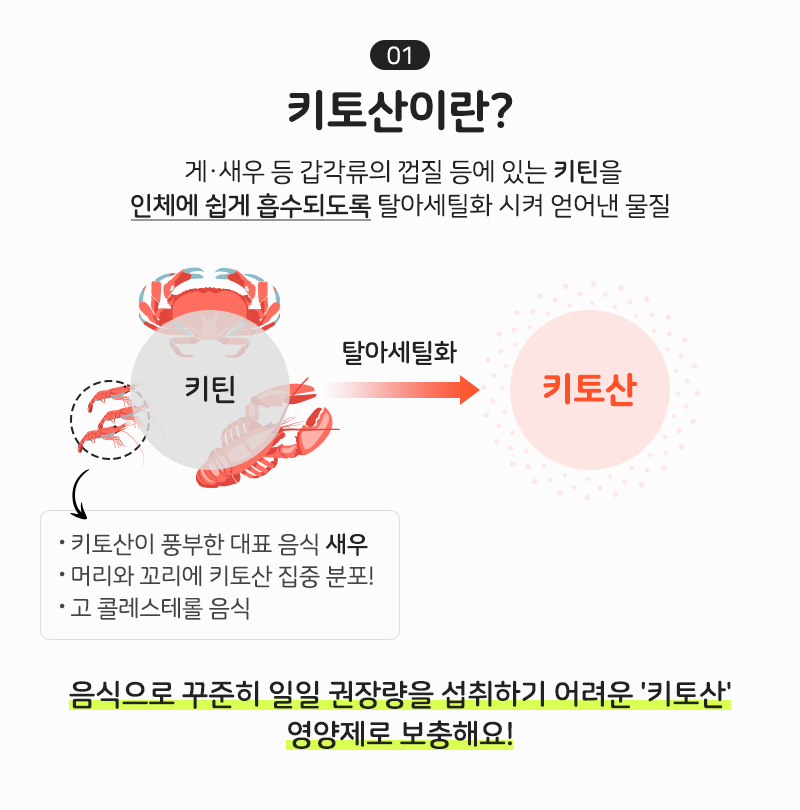 01
키토산이란?
게·새우 등 갑각류의 껍질 등에 있는 키틴을
인체에 쉽게 흡수되도록 탈아세틸화 시켜 얻어낸 물질
키틴
탈아세틸화
키토산
• 키토산이 풍부한 대표 음식 새우
• 머리와 꼬리에 키토산 집중 분포!
• 고 콜레스테롤 음식
음식으로 꾸준히 일일 권장량을 섭취하기 어려운 '키토산'
영양제로 보충해요!